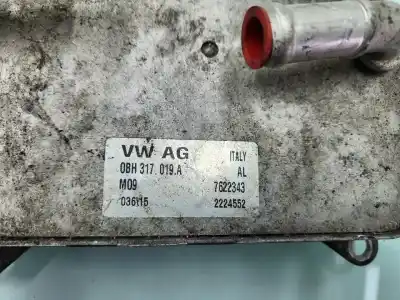 VW AG ITALY
0BH 317 019.A AL
M09 7622343
036115 2224552